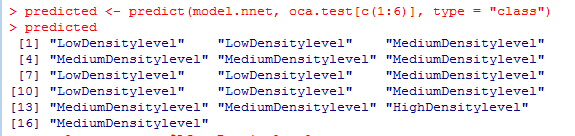 > predicted <- predict(model.nnet, oca.test[c(1:6)], type = "class")
> predicted
[1] "LowDensitylevel" "LowDensitylevel" "MediumDensitylevel"
[4] "MediumDensitylevel" "MediumDensitylevel" "MediumDensitylevel"
[7] "LowDensitylevel" "LowDensitylevel" "MediumDensitylevel"
[10] "LowDensitylevel" "LowDensitylevel" "MediumDensitylevel"
[13] "MediumDensitylevel" "MediumDensitylevel" "HighDensitylevel"
[16] "MediumDensitylevel"